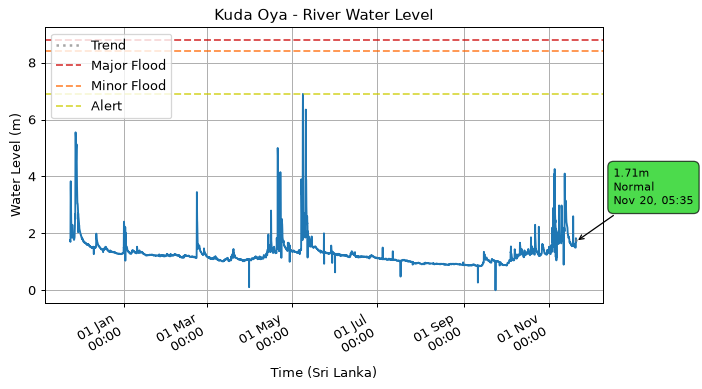 Kuda Oya - River Water Level
Trend
Major Flood
Minor Flood
Alert
Water Level (m)
8
6
4
2
0
1.71m
Normal
Nov 20, 05:35
01 Jan
00:00
01 Mar
00:00
01 May
00:00
01 Jul
00:00
01 Sep
00:00
01 Nov
00:00
Time (Sri Lanka)